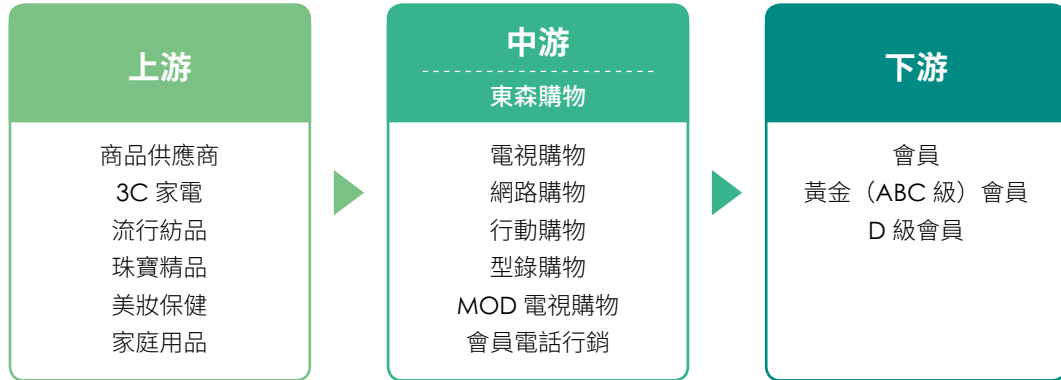 上游
商品供應商
3C 家電
流行紡品
珠寶精品
美妝保健
家庭用品
中游
東森購物
電視購物
網路購物
行動購物
型錄購物
MOD 電視購物
會員電話行銷
下游
會員
黃金（ABC 級）會員
D 級會員